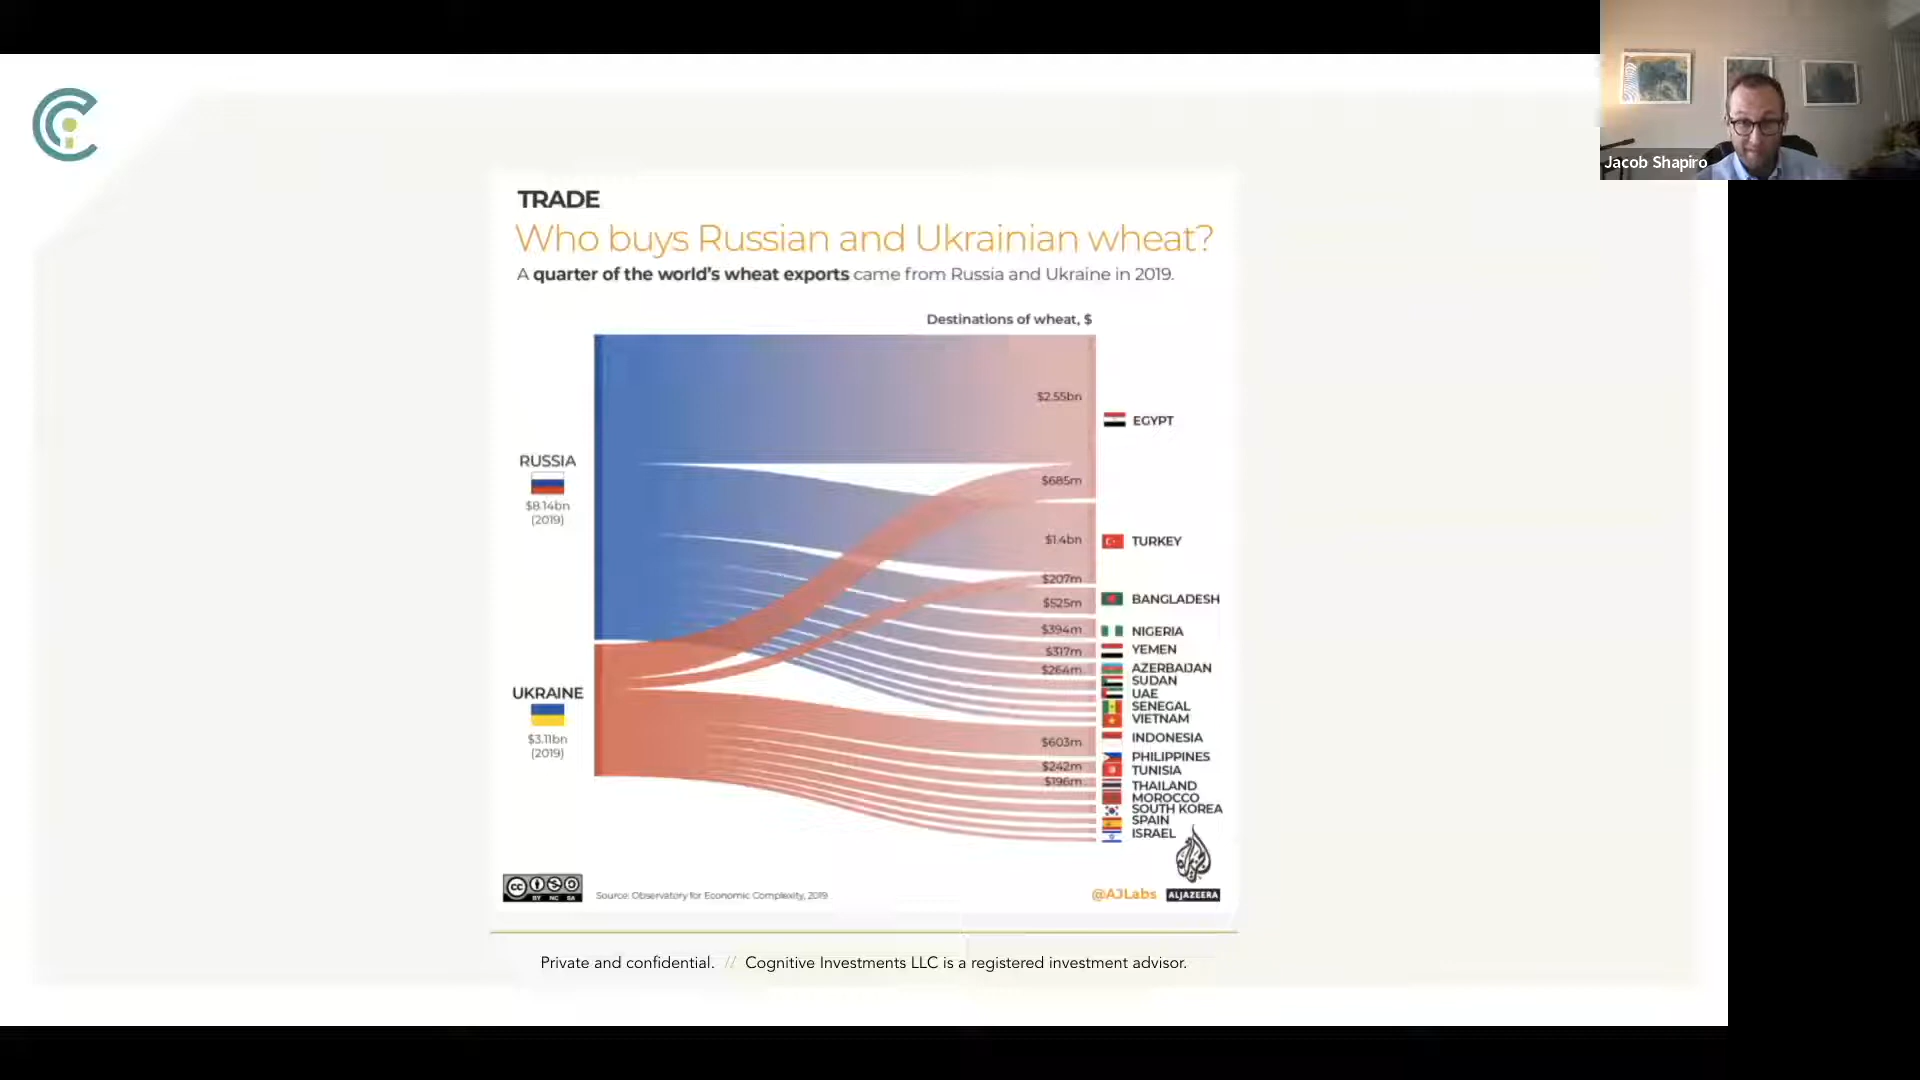 Jacob Shapiro
TRADE
Who buys Russian and Ukrainian wheat?
A quarter of the world's wheat exports came from Russia and Ukraine in 2019.
Destinations of wheat, $
RUSSIA
$8.14bn
(2019)
UKRAINE
$3.11bn
(2019)
$2.55bn
$685m
$1.4bn
$207m
$525m
$394m
$317m
$264m
$603m
$242m
$196m
EGYPT
TURKEY
BANGLADESH
NIGERIA
YEMEN
AZERBAIJAN
SUDAN
UAE
SENEGAL
VIETNAM
INDONESIA
PHILIPPINES
TUNISIA
THAILAND
MOROCCO
SOUTH KOREA
SPAIN
ISRAEL
cc BY NC SA
Source: Observatory for Economic Complexity, 2019
@AJLabs ALJAZEERA
Private and confidential. // Cognitive Investments LLC is a registered investment advisor.